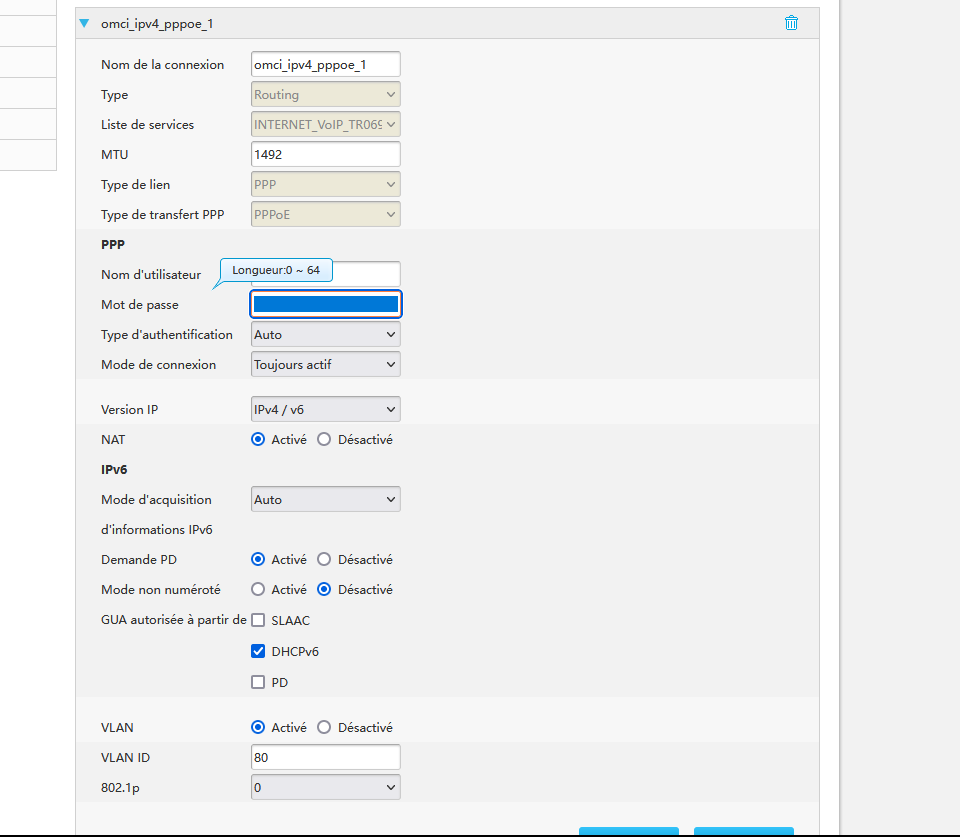 omci_ipv4_pppoe_1
Nom de la connexion omci_ipv4_pppoe_1
Type Routing
Liste de services INTERNET_VoIP_TR069
MTU 1492
Type de lien PPP
Type de transfert PPP PPPoE
PPP
Longueur:0 ~ 64
Nom d'utilisateur
Mot de passe
Type d'authentification Auto
Mode de connexion Toujours actif
Version IP IPv4 / v6
NAT Activé Désactivé
IPv6
Mode d'acquisition Auto
d'informations IPv6
Demande PD Activé Désactivé
Mode non numéroté Activé Désactivé
GUA autorisée à partir de SLAAC
DHCPv6
PD
VLAN Activé Désactivé
VLAN ID 80
802.1p 0